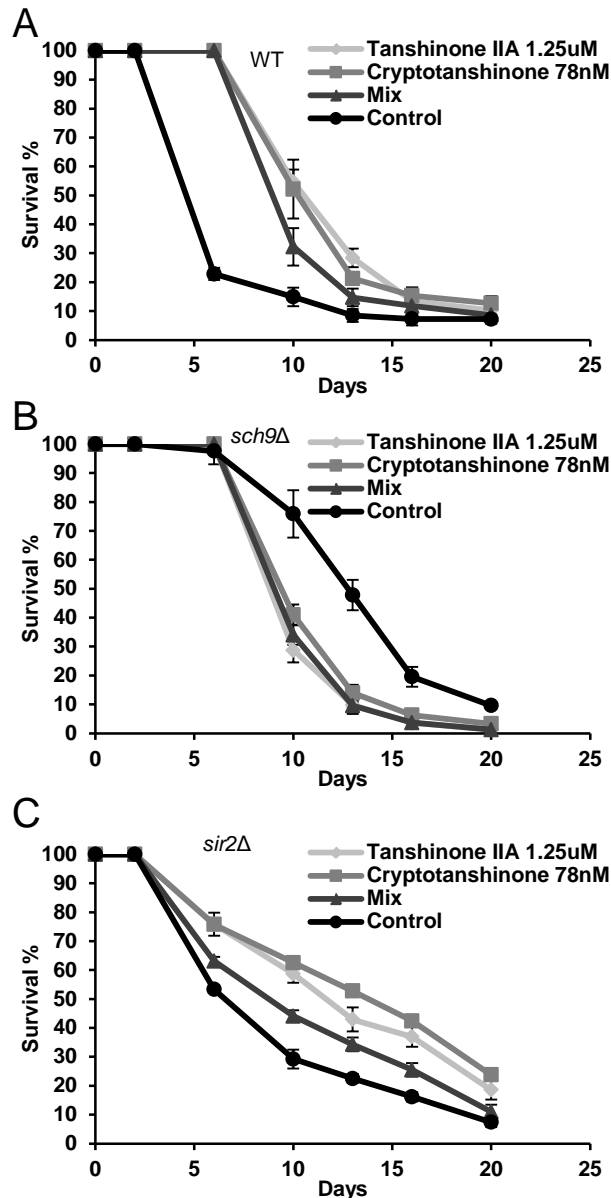 A
WT
Tanshinone IIA 1.25uM
Cryptotanshinone 78nM
Mix
Control
Survival %
100
90
80
70
60
50
40
30
20
10
0
0 5 10 15 20 25
Days
B
sch9Δ
Tanshinone IIA 1.25uM
Cryptotanshinone 78nM
Mix
Control
Survival %
100
90
80
70
60
50
40
30
20
10
0
0 5 10 15 20 25
Days
C
sir2Δ
Tanshinone IIA 1.25uM
Cryptotanshinone 78nM
Mix
Control
Survival %
100
90
80
70
60
50
40
30
20
10
0
0 5 10 15 20 25
Days